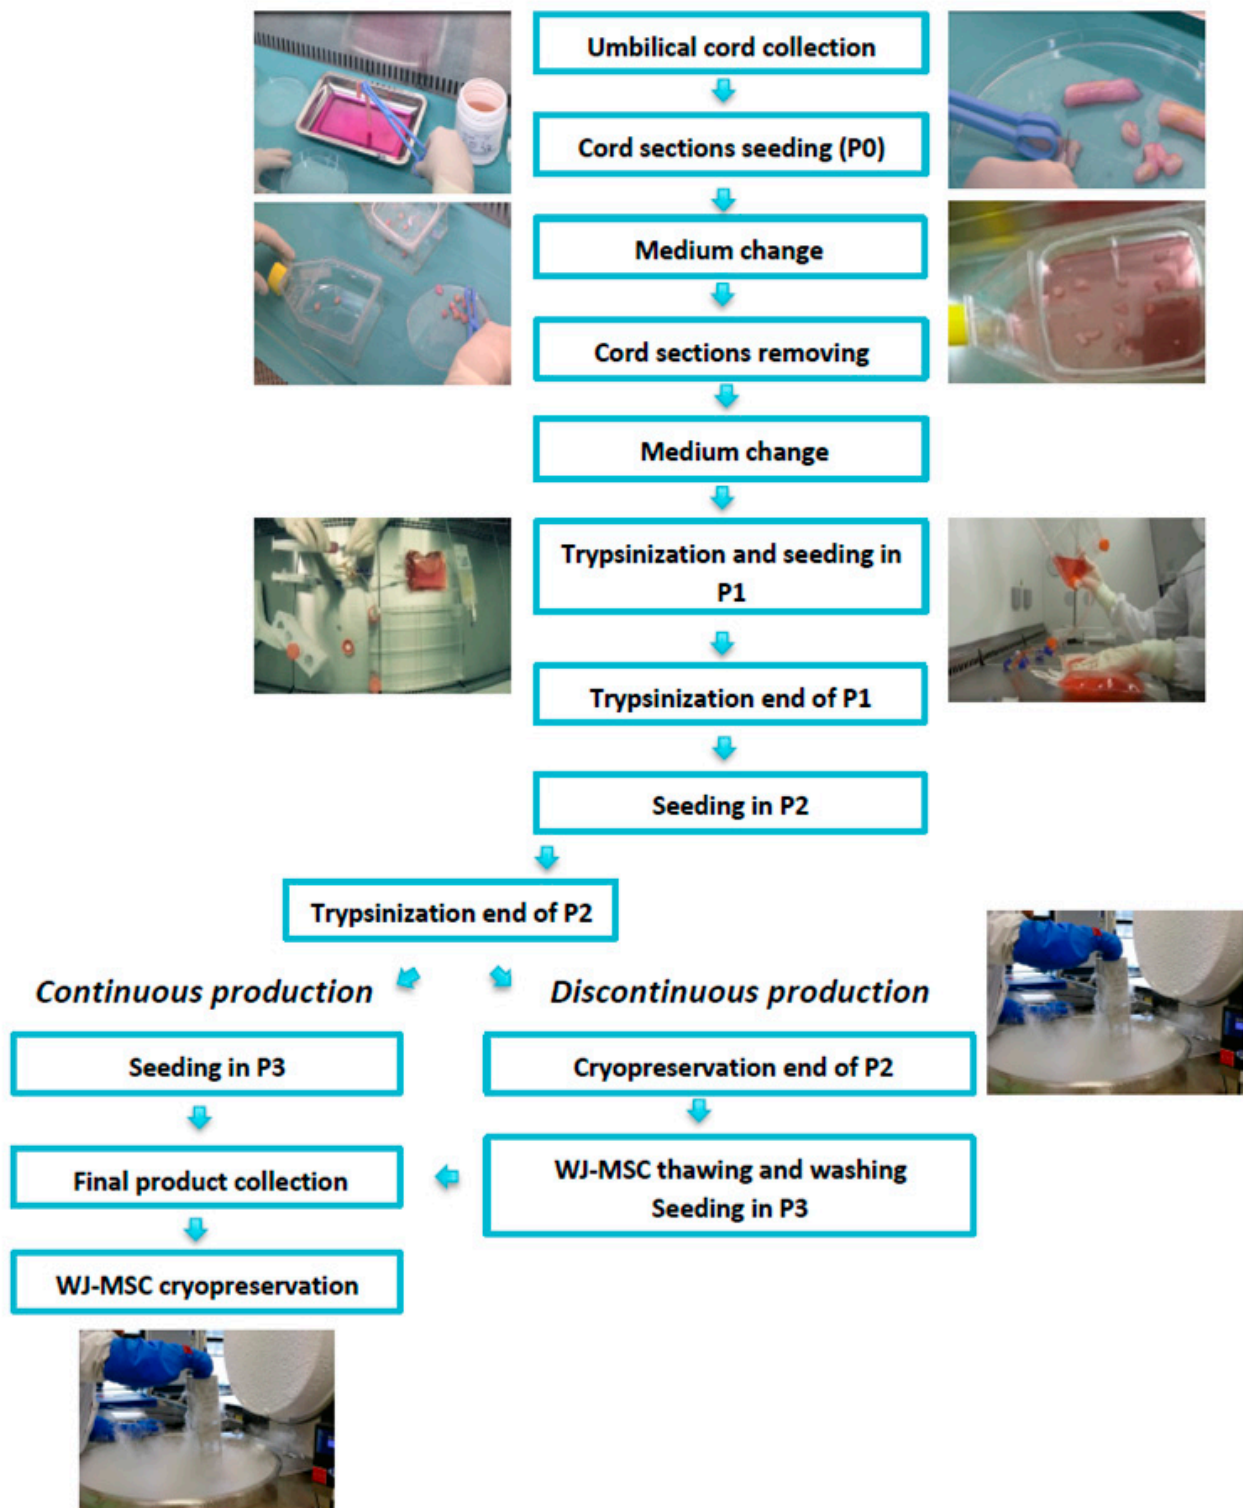 Umbilical cord collection
Cord sections seeding (P0)
Medium change
Cord sections removing
Medium change
Trypsinization and seeding in
P1
Trypsinization end of P1
Seeding in P2
Trypsinization end of P2
Continuous production
Discontinuous production
Seeding in P3
Cryopreservation end of P2
Final product collection
WJ-MSC thawing and washing
Seeding in P3
WJ-MSC cryopreservation